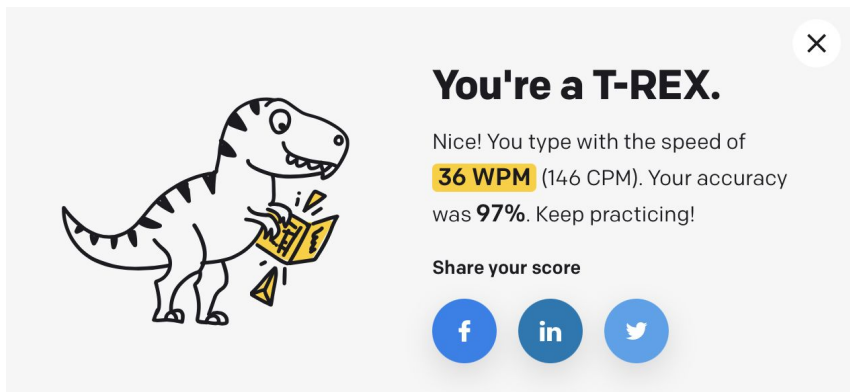 You're a T-REX.
Nice! You type with the speed of
36 WPM (146 CPM). Your accuracy
was 97%. Keep practicing!
Share your score
f
in